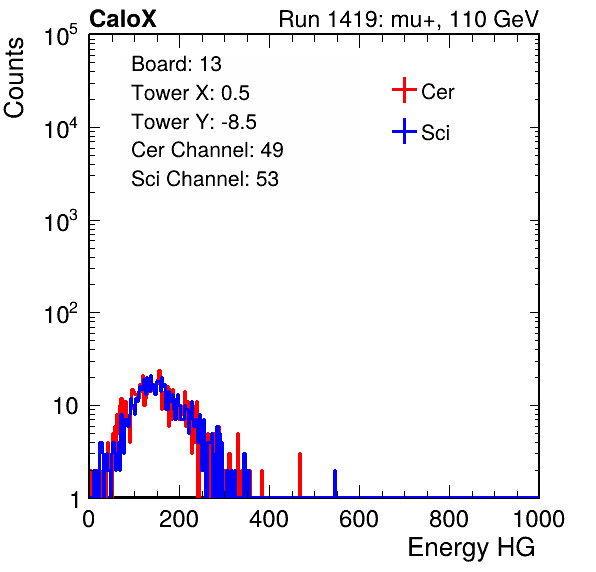 CaloX Run 1419: mu+, 110 GeV
Counts
Board: 13
Tower X: 0.5
Tower Y: -8.5
Cer Channel: 49
Sci Channel: 53
Cer
Sci
10^5
10^4
10^3
10^2
10
1
0 200 400 600 800 1000
Energy HG